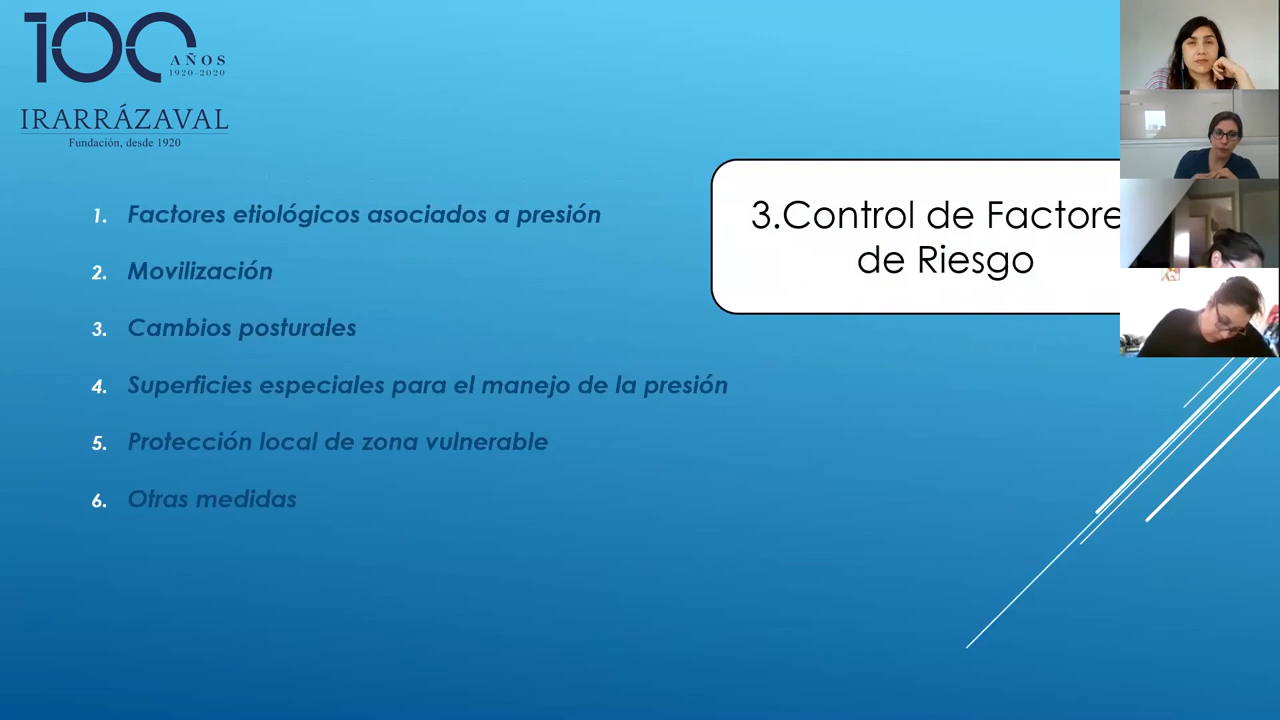 100
AÑOS
1920-2020
IRARRÁZAVAL
Fundación, desde 1920
3.Control de Factore
de Riesgo
1. Factores etiológicos asociados a presión
2. Movilización
3. Cambios posturales
4. Superficies especiales para el manejo de la presión
5. Protección local de zona vulnerable
6. Otras medidas